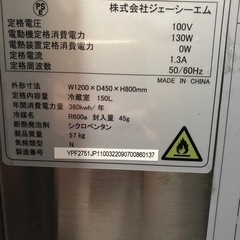 PS E
株式会社ジェーシーエム
定格電圧 100V
電動機定格消費電力 130W
電熱装置定格消費電力 0W
定格電流 1.3A
定格周波数 50/60Hz
MADE IN CHINA
外形寸法 W1200×D450×H800mm
定格内容積 冷蔵室 150L
年間消費電力量 360kwh/年
冷媒名 R600a 封入量 45g
断熱材発泡ガス シクロペンタン
57kg
気候種類 N
製造番号 YPF2751JP1100322090700860137